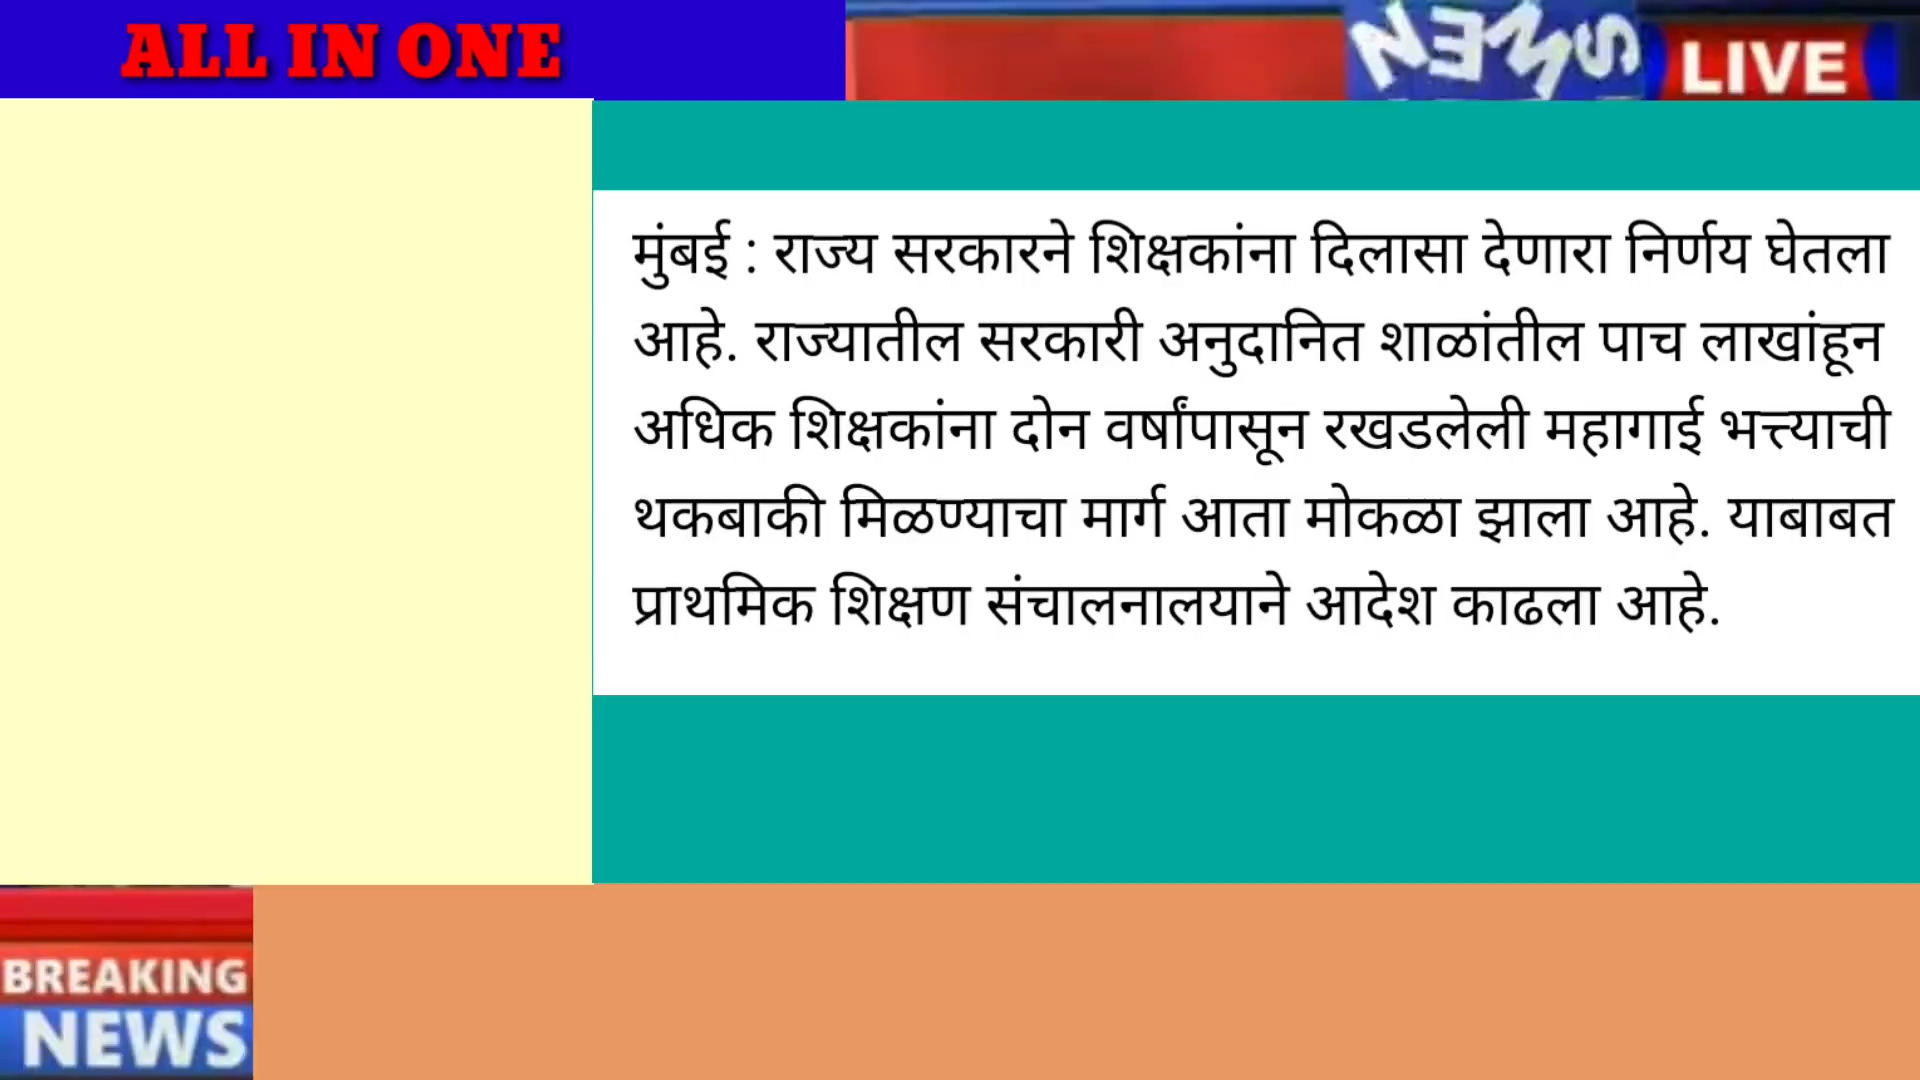 ALL IN ONE
NEWS
LIVE
मुंबई : राज्य सरकारने शिक्षकांना दिलासा देणारा निर्णय घेतला
आहे. राज्यातील सरकारी अनुदानित शाळांतील पाच लाखांहून
अधिक शिक्षकांना दोन वर्षांपासून रखडलेली महागाई भत्त्याची
थकबाकी मिळण्याचा मार्ग आता मोकळा झाला आहे. याबाबत
प्राथमिक शिक्षण संचालनालयाने आदेश काढला आहे.
BREAKING
NEWS